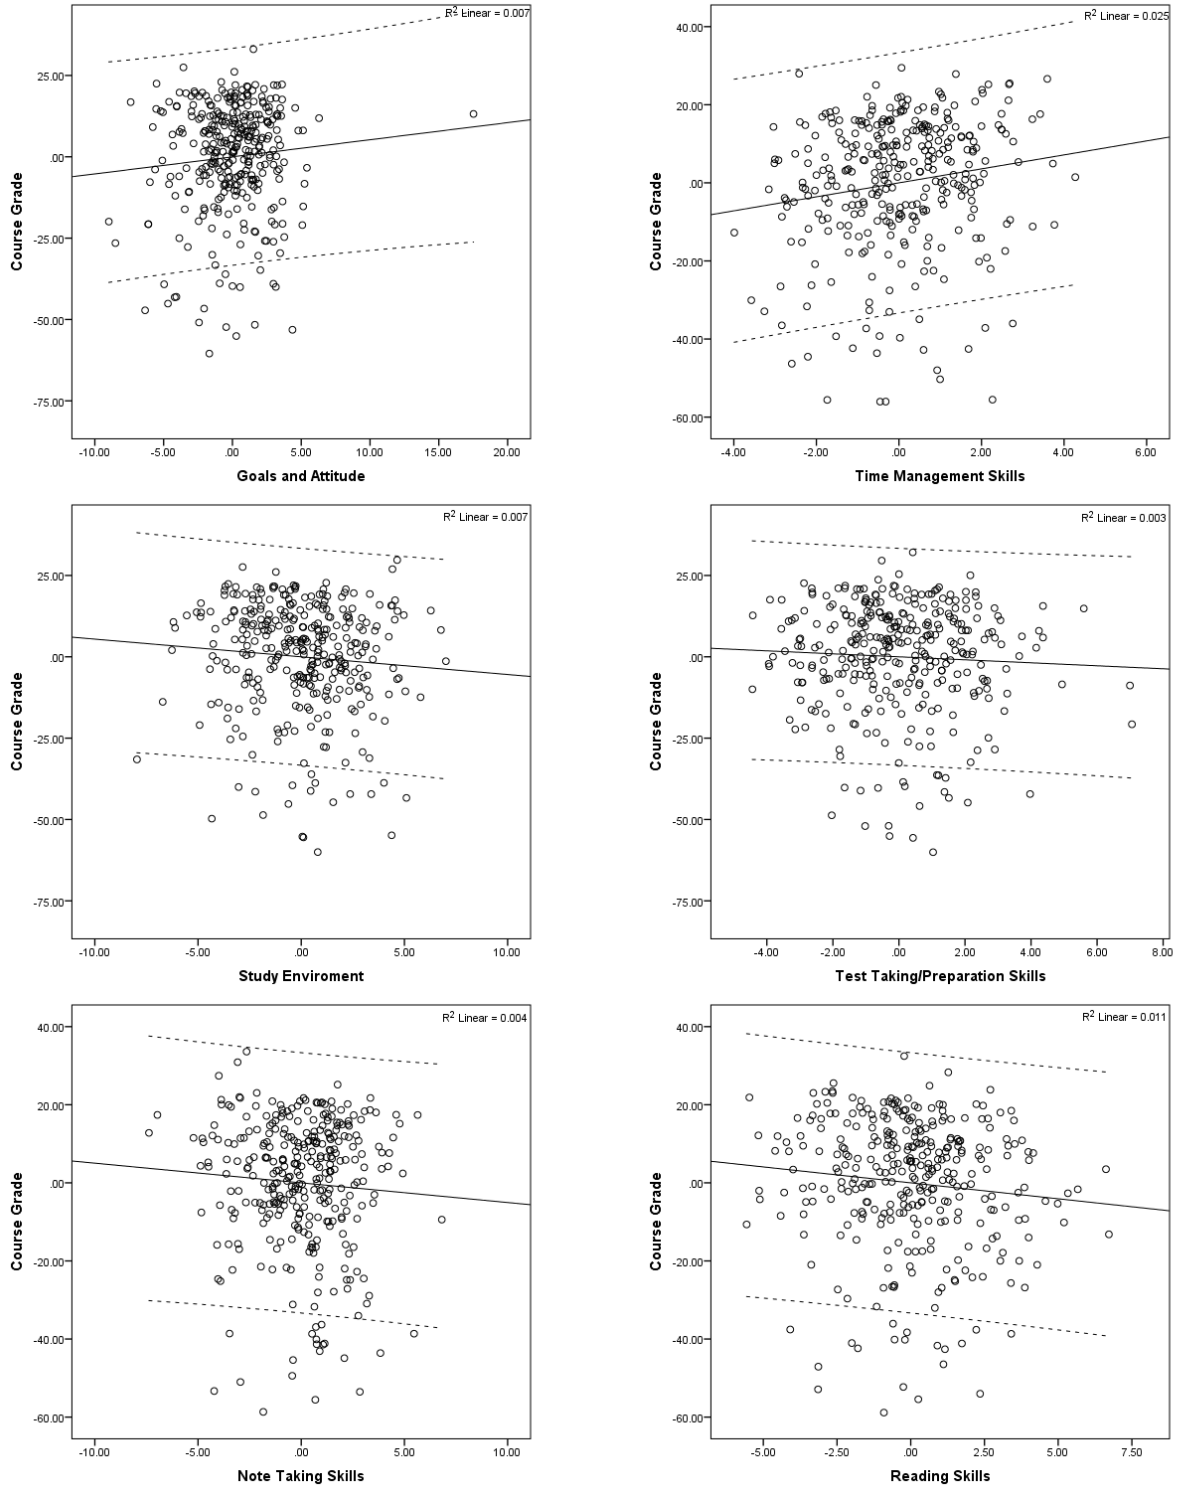 R2 Linear = 0.007
25.00
.00
-25.00
-50.00
-75.00
Course Grade
-10.00 -5.00 .00 5.00 10.00 15.00 20.00
Goals and Attitude
R2 Linear = 0.025
40.00
20.00
.00
-20.00
-40.00
-60.00
Course Grade
-4.00 -2.00 .00 2.00 4.00 6.00
Time Management Skills
R2 Linear = 0.007
25.00
.00
-25.00
-50.00
-75.00
Course Grade
-10.00 -5.00 .00 5.00 10.00
Study Enviroment
R2 Linear = 0.003
25.00
.00
-25.00
-50.00
-75.00
Course Grade
-4.00 -2.00 .00 2.00 4.00 6.00 8.00
Test Taking/Preparation Skills
R2 Linear = 0.004
40.00
20.00
.00
-20.00
-40.00
-60.00
Course Grade
-10.00 -5.00 .00 5.00 10.00
Note Taking Skills
R2 Linear = 0.011
40.00
20.00
.00
-20.00
-40.00
-60.00
Course Grade
-5.00 -2.50 .00 2.50 5.00 7.50
Reading Skills